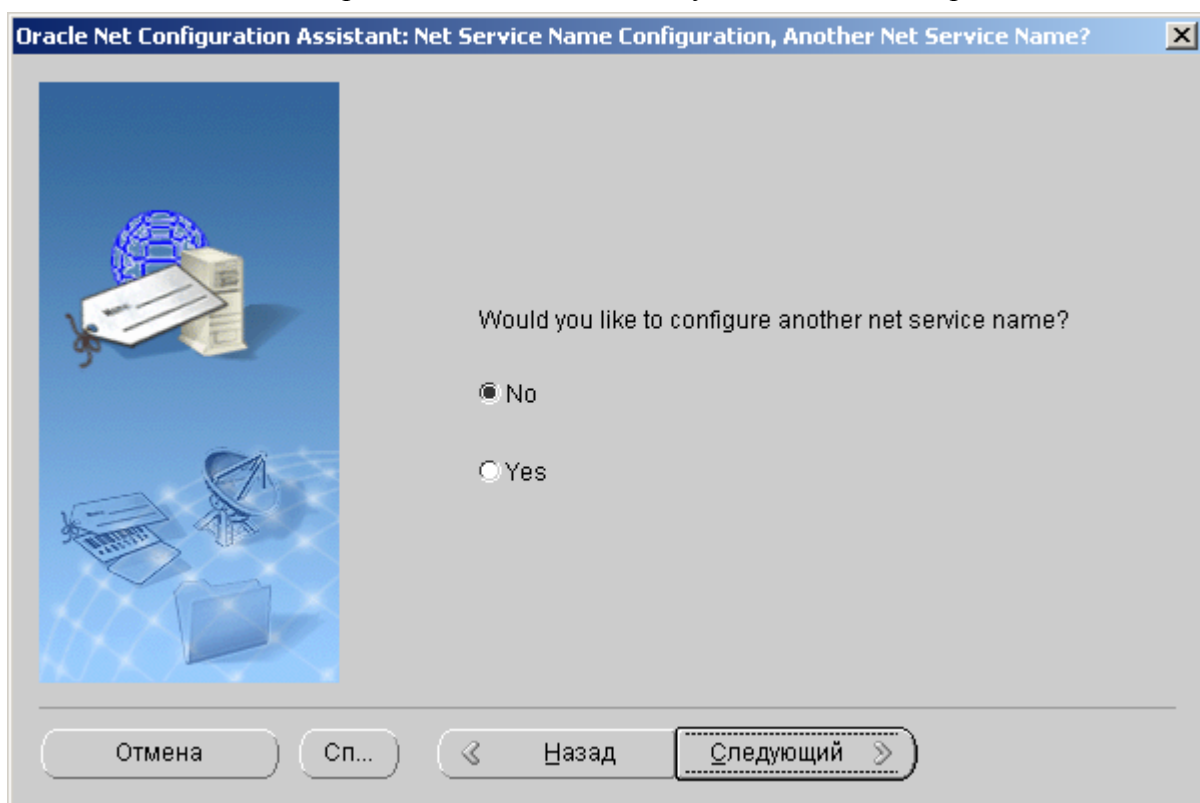 Oracle Net Configuration Assistant: Net Service Name Configuration, Another Net Service Name?
Would you like to configure another net service name?
No
Yes
Отмена
Сп...
Назад
Следующий